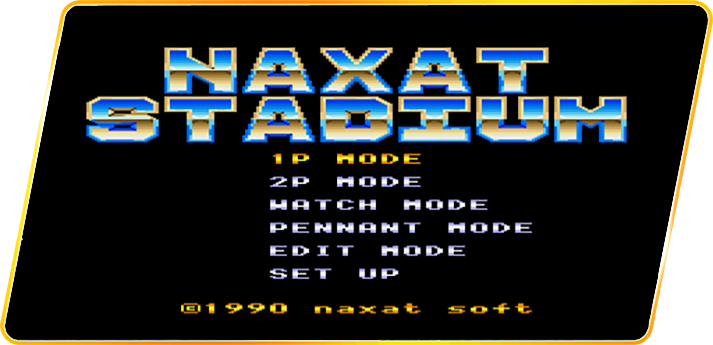 NAXAT
STADIUM
1P MODE
2P MODE
WATCH MODE
PENNANT MODE
EDIT MODE
SET UP
©1990 naxat soft